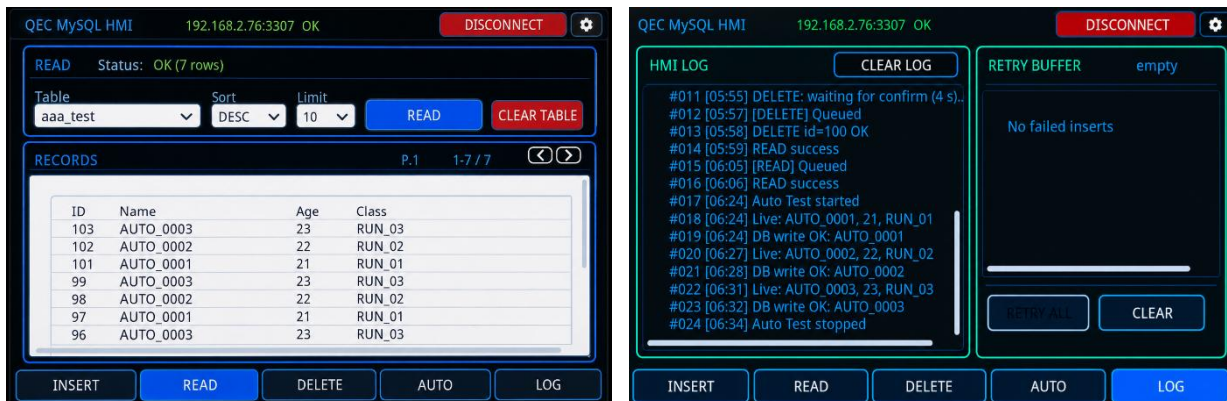 QEC MySQL HMI 192.168.2.76:3307 OK DISCONNECT
READ Status: OK (7 rows)
Table Sort Limit
aaa_test DESC 10 READ CLEAR TABLE
RECORDS P.1 1-7 / 7
ID Name Age Class
103 AUTO_0003 23 RUN_03
102 AUTO_0002 22 RUN_02
101 AUTO_0001 21 RUN_01
99 AUTO_0003 23 RUN_03
98 AUTO_0002 22 RUN_02
97 AUTO_0001 21 RUN_01
96 AUTO_0003 23 RUN_03
INSERT READ DELETE AUTO LOG
QEC MySQL HMI 192.168.2.76:3307 OK DISCONNECT
HMI LOG CLEAR LOG
#011 [05:55] DELETE: waiting for confirm (4 s)..
#012 [05:57] [DELETE] Queued
#013 [05:58] DELETE id=100 OK
#014 [05:59] READ success
#015 [06:05] [READ] Queued
#016 [06:06] READ success
#017 [06:24] Auto Test started
#018 [06:24] Live: AUTO_0001, 21, RUN_01
#019 [06:24] DB write OK: AUTO_0001
#020 [06:27] Live: AUTO_0002, 22, RUN_02
#021 [06:28] DB write OK: AUTO_0002
#022 [06:31] Live: AUTO_0003, 23, RUN_03
#023 [06:32] DB write OK: AUTO_0003
#024 [06:34] Auto Test stopped
RETRY BUFFER empty
No failed inserts
RETRY ALL CLEAR
INSERT READ DELETE AUTO LOG